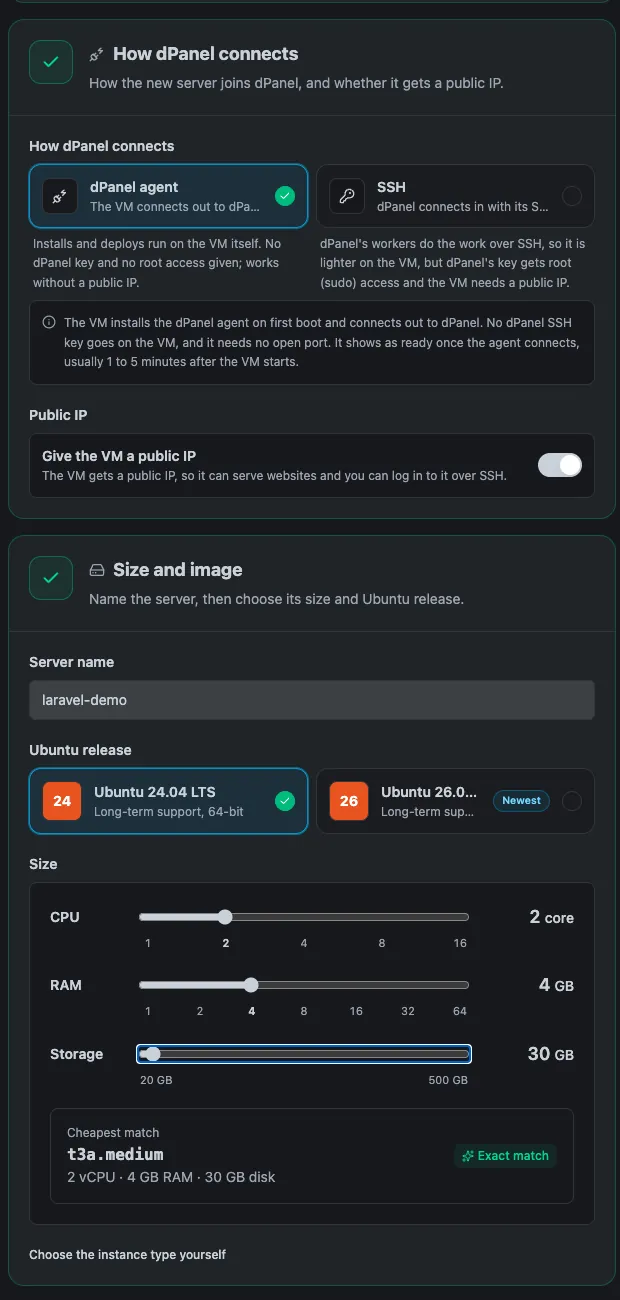 How dPanel connects
How the new server joins dPanel, and whether it gets a public IP.
How dPanel connects
dPanel agent
The VM connects out to dPa...
SSH
dPanel connects in with its S...
Installs and deploys run on the VM itself. No
dPanel key and no root access given; works
without a public IP.
dPanel's workers do the work over SSH, so it is
lighter on the VM, but dPanel's key gets root
(sudo) access and the VM needs a public IP.
The VM installs the dPanel agent on first boot and connects out to dPanel. No dPanel SSH
key goes on the VM, and it needs no open port. It shows as ready once the agent connects,
usually 1 to 5 minutes after the VM starts.
Public IP
Give the VM a public IP
The VM gets a public IP, so it can serve websites and you can log in to it over SSH.
Size and image
Name the server, then choose its size and Ubuntu release.
Server name
laravel-demo
Ubuntu release
24
Ubuntu 24.04 LTS
Long-term support, 64-bit
26
Ubuntu 26.0...
Long-term sup...
Newest
Size
CPU
2 core
1 2 4 8 16
RAM
4 GB
1 2 4 8 16 32 64
Storage
30 GB
20 GB 500 GB
Cheapest match
t3a.medium
2 vCPU · 4 GB RAM · 30 GB disk
Exact match
Choose the instance type yourself